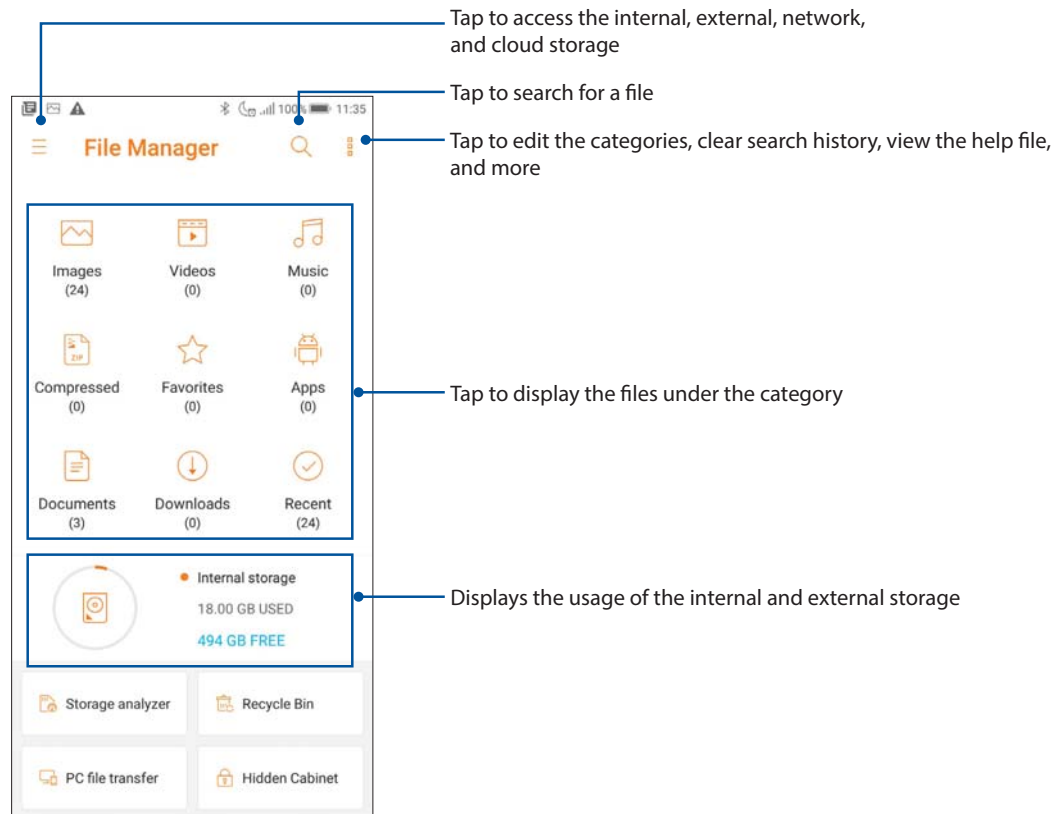 Tap to access the internal, external, network,
and cloud storage
Tap to search for a file
Tap to edit the categories, clear search history, view the help file,
and more
100% 11:35
File Manager
Images Videos Music
(24) (0) (0)
ZIP
Compressed Favorites Apps
(0) (0) (0)
Tap to display the files under the category
Documents Downloads Recent
(3) (0) (24)
Internal storage
18.00 GB USED
494 GB FREE
Displays the usage of the internal and external storage
Storage analyzer Recycle Bin
PC file transfer Hidden Cabinet